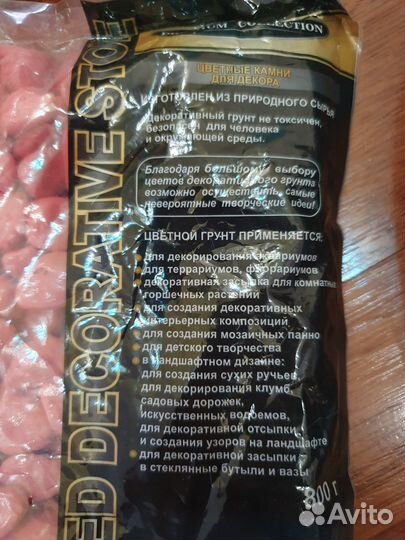 PREMIUM COLLECTION
ЦВЕТНЫЕ КАМНИ
ДЛЯ ДЕКОРА
ИЗГОТОВЛЕН ИЗ ПРИРОДНОГО СЫРЬЯ
Декоративный грунт не токсичен,
безопасен для человека
и окружающей среды.
Благодаря большому выбору
цветов декоративного грунта
возможно осуществить самые
невероятные творческие идеи!
ЦВЕТНОЙ ГРУНТ ПРИМЕНЯЕТСЯ:
для декорирования аквариумов
для террариумов, флорариумов
декоративная засыпка для комнатных
горшечных растений
для создания декоративных
интерьерных композиций
для создания мозаичных панно
для детского творчества
в ландшафтном дизайне:
для создания сухих ручьев,
для декорирования клумб,
садовых дорожек,
искусственных водоемов,
для декоративной отсыпки
и создания узоров на ландшафте
для декоративной засыпки
в стеклянные бутыли и вазы
800 г
ED DECORATIVE STONE
Avito